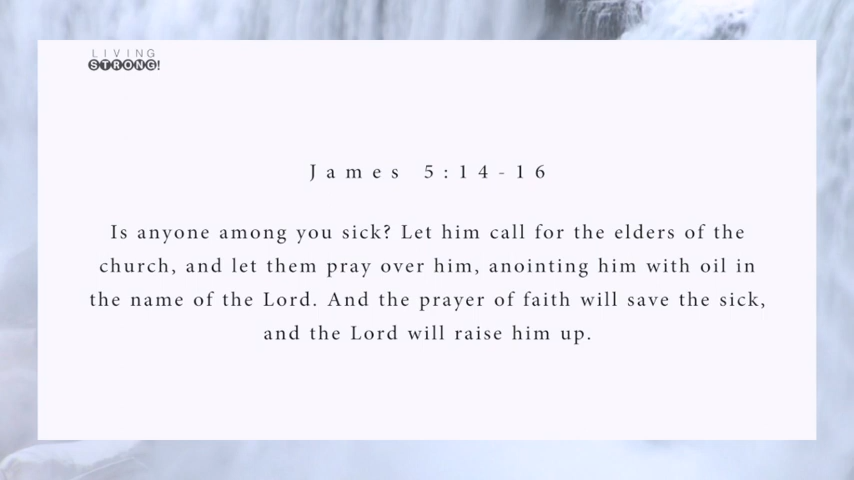 LIVING
STRONG!
James 5:14-16
Is anyone among you sick? Let him call for the elders of the
church, and let them pray over him, anointing him with oil in
the name of the Lord. And the prayer of faith will save the sick,
and the Lord will raise him up.